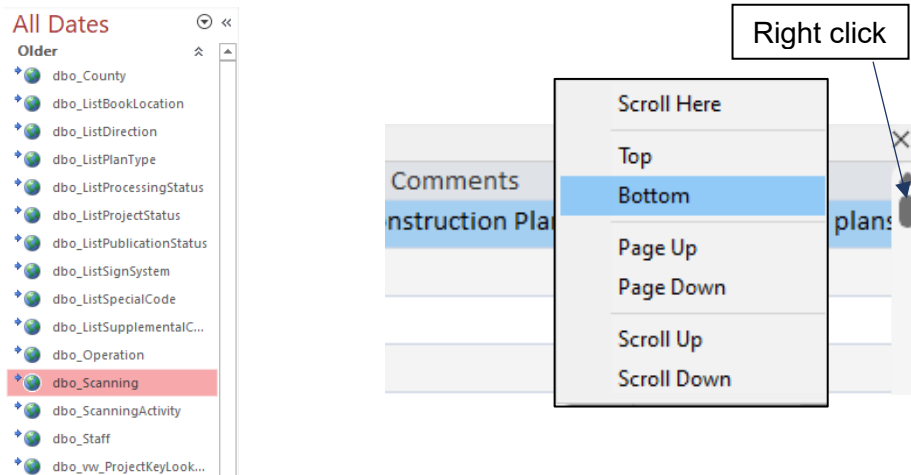 All Dates
Older
dbo_County
dbo_ListBookLocation
dbo_ListDirection
dbo_ListPlanType
dbo_ListProcessingStatus
dbo_ListProjectStatus
dbo_ListPublicationStatus
dbo_ListSignSystem
dbo_ListSpecialCode
dbo_ListSupplementalC...
dbo_Operation
dbo_Scanning
dbo_ScanningActivity
dbo_Staff
dbo_vw_ProjectKeyLook...
Right click
Comments
nstruction Plan plans
Scroll Here
Top
Bottom
Page Up
Page Down
Scroll Up
Scroll Down